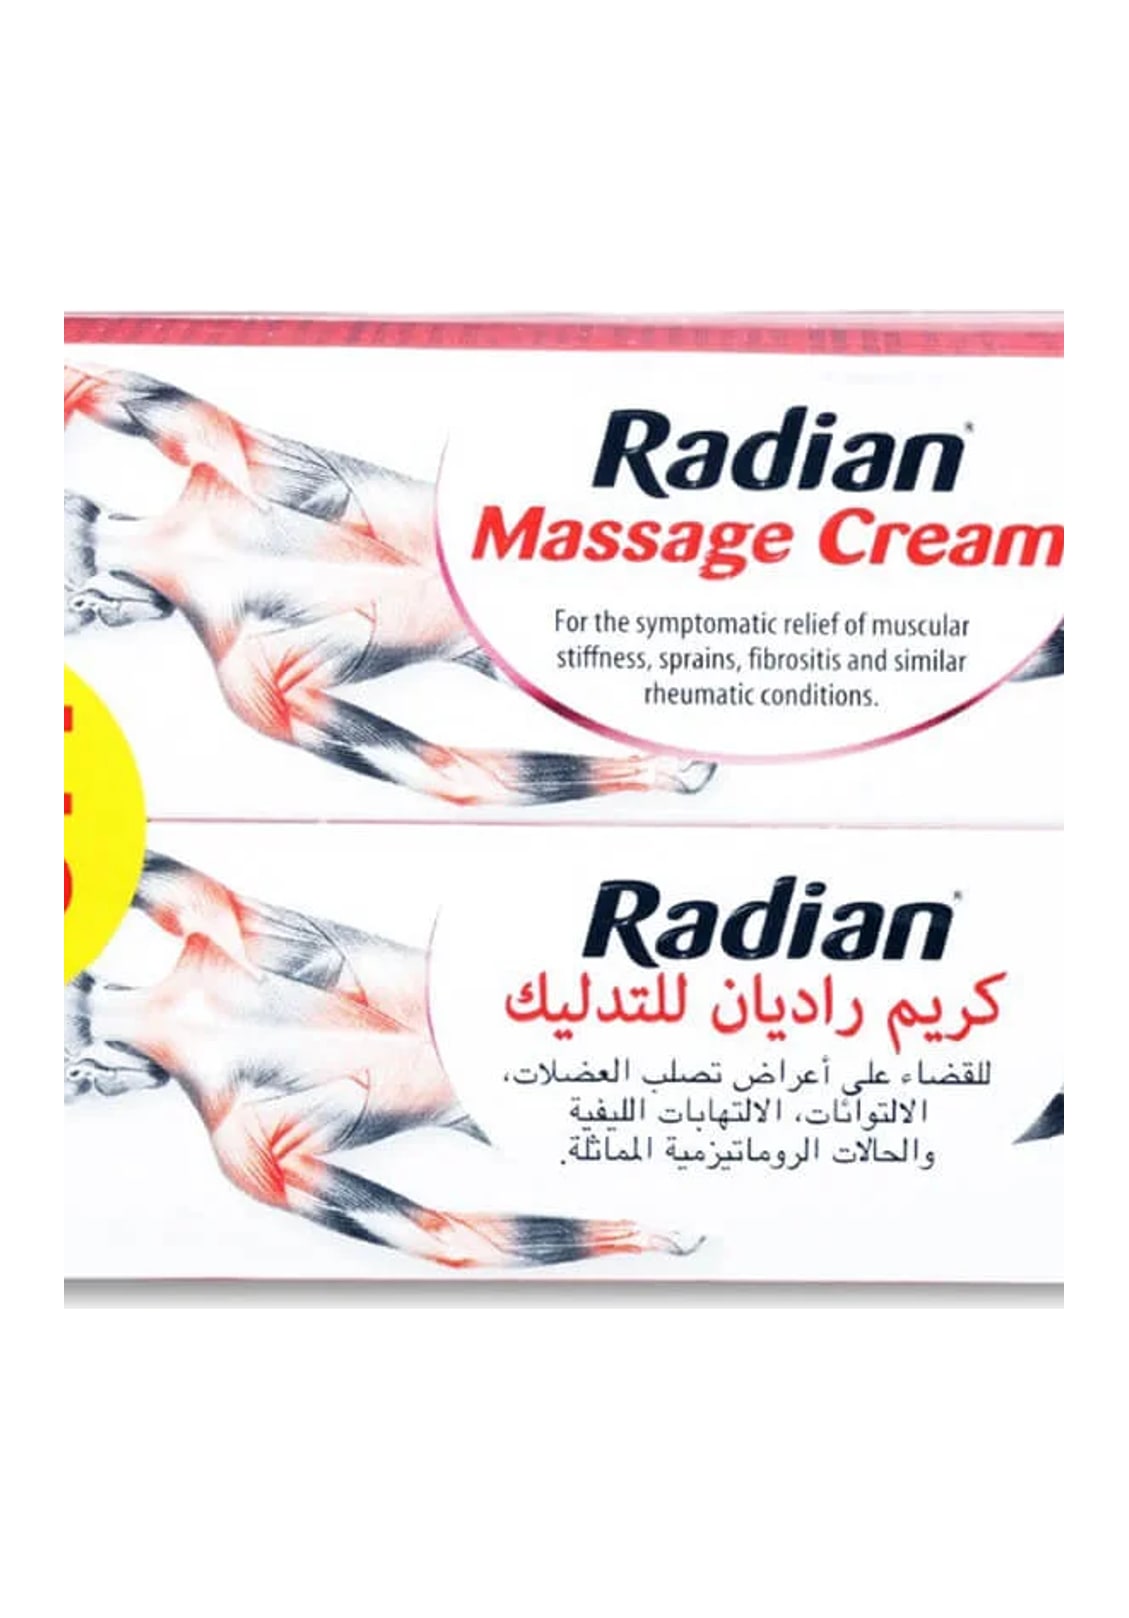 Radian®
Massage Cream
For the symptomatic relief of muscular
stiffness, sprains, fibrositis and similar
rheumatic conditions.
Radian®
كريم راديان للتدليك
للقضاء على أعراض تصلب العضلات،
الالتوائات، الالتهابات الليفية
والحالات الروماتيزمية المماثلة.